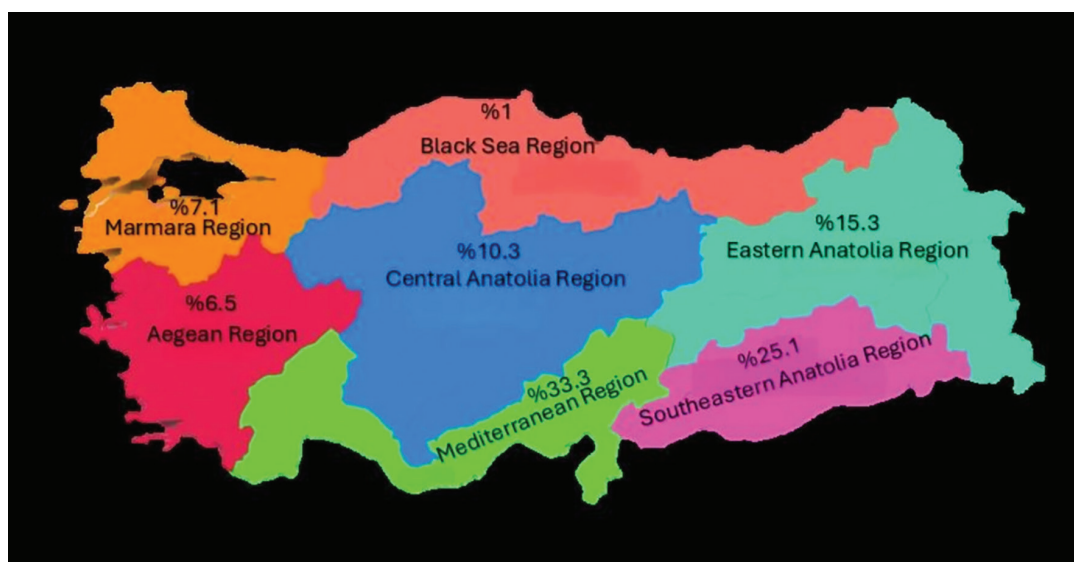 %1
Black Sea Region
%7.1
Marmara Region
%10.3
Central Anatolia Region
%15.3
Eastern Anatolia Region
%6.5
Aegean Region
%33.3
Mediterranean Region
%25.1
Southeastern Anatolia Region